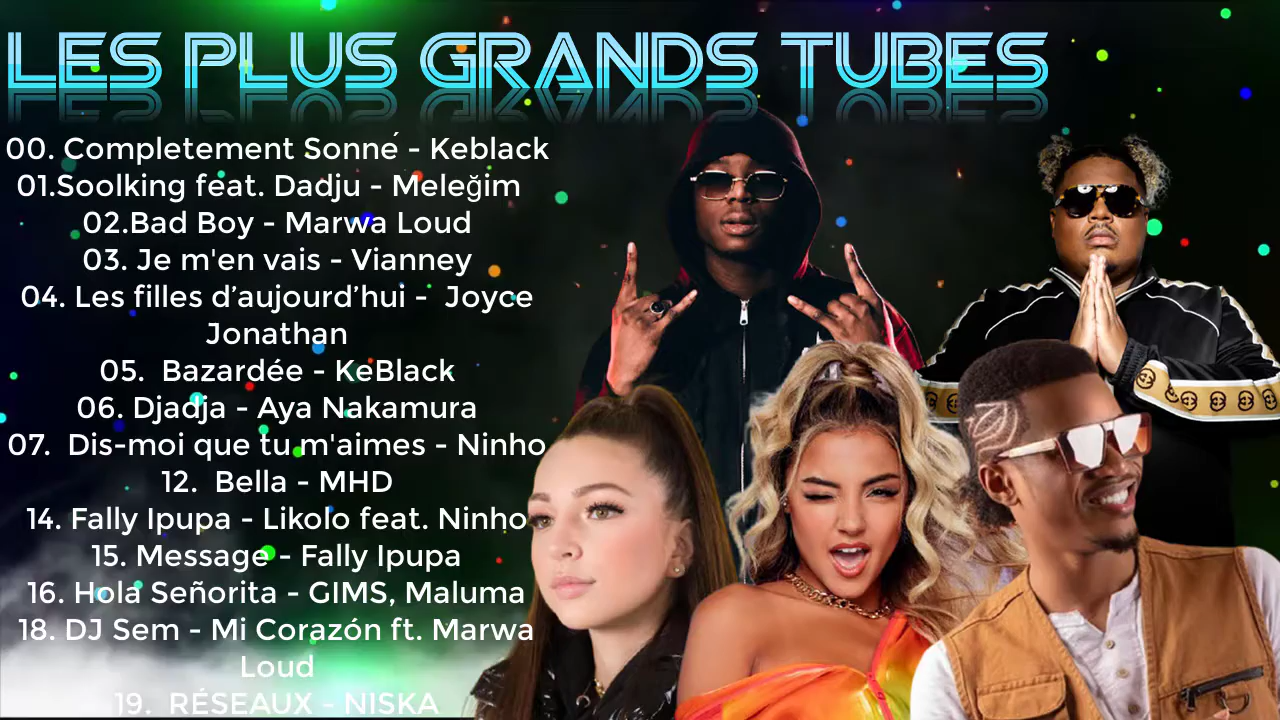 LES PLUS GRANDS TUBES
00. Completement Sonné - Keblack
01.Soolking feat. Dadju - Meleğim
02.Bad Boy - Marwa Loud
03. Je m'en vais - Vianney
04. Les filles d’aujourd’hui -  Joyce
Jonathan
05.  Bazardée - KeBlack
06. Djadja - Aya Nakamura
07.  Dis-moi que tu m'aimes - Ninho
12.  Bella - MHD
14. Fally Ipupa - Likolo feat. Ninho
15. Message - Fally Ipupa
16. Hola Señorita - GIMS, Maluma
18. DJ Sem - Mi Corazón ft. Marwa
Loud
19.  RÉSEAUX - NISKA